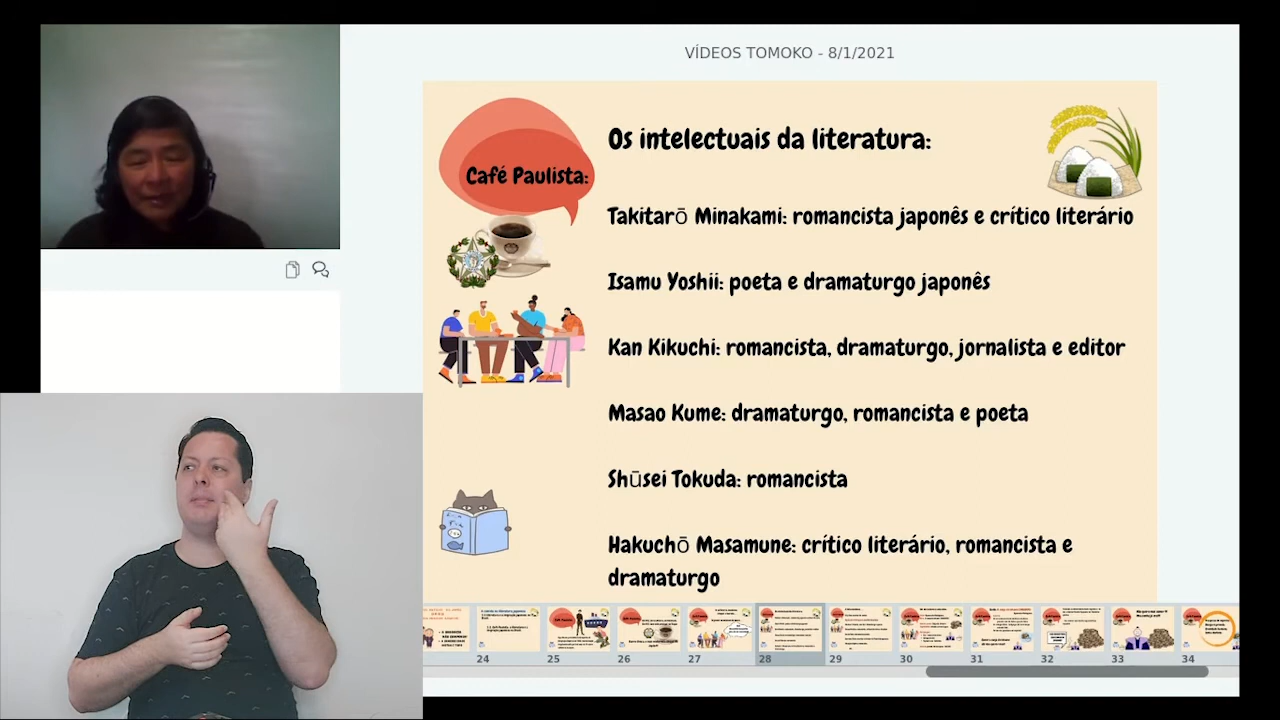 VÍDEOS TOMOKO - 8/1/2021
Os intelectuais da literatura:
Café Paulista:
Takitarō Minakami: romancista japonês e crítico literário
Isamu Yoshii: poeta e dramaturgo japonês
Kan Kikuchi: romancista, dramaturgo, jornalista e editor
Masao Kume: dramaturgo, romancista e poeta
Shūsei Tokuda: romancista
Hakuchō Masamune: crítico literário, romancista e
dramaturgo
24 25 26 27 28 29 30 31 32 33 34